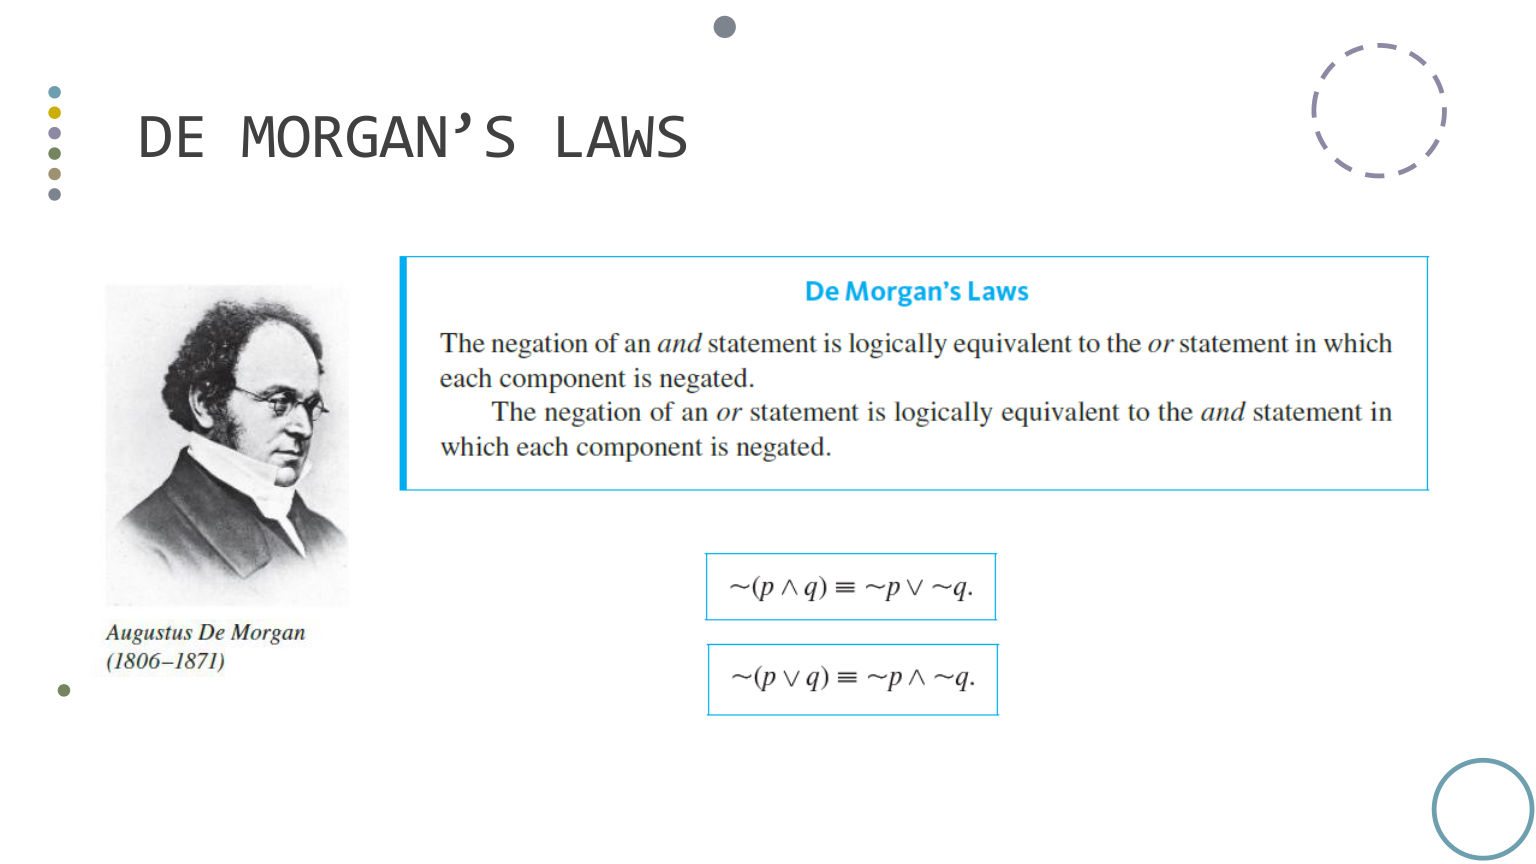 DE MORGAN’S LAWS
De Morgan’s Laws
The negation of an and statement is logically equivalent to the or statement in which
each component is negated.
The negation of an or statement is logically equivalent to the and statement in
which each component is negated.
~(p ∧ q) ≡ ~p ∨ ~q.
~(p ∨ q) ≡ ~p ∧ ~q.
Augustus De Morgan
(1806–1871)